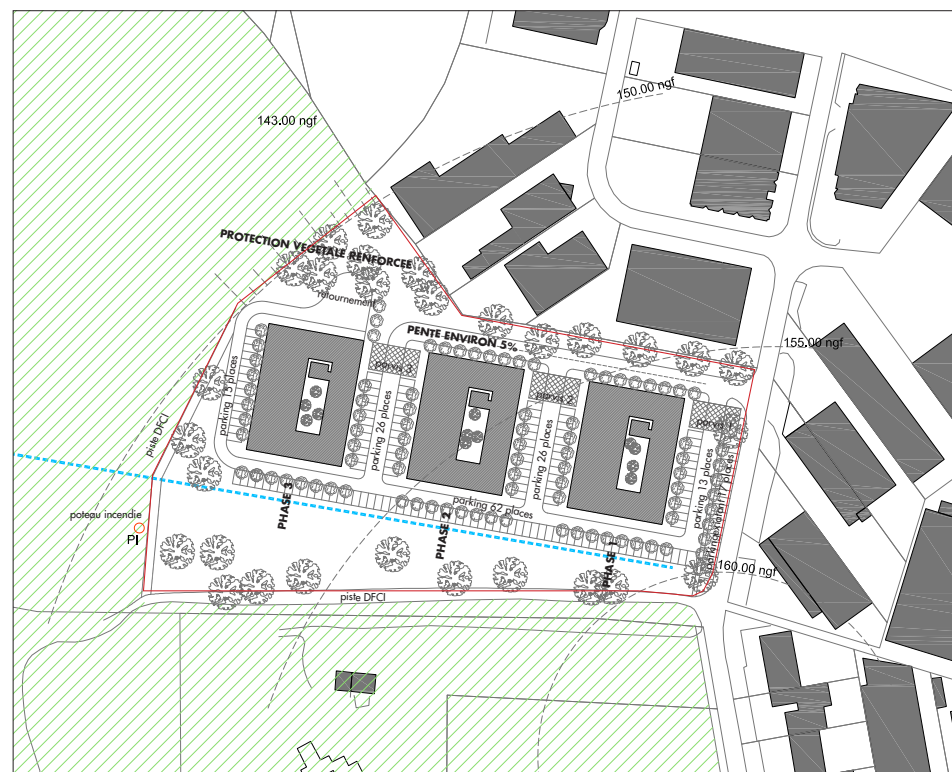 150.00 ngf
143.00 ngf
PROTECTION VEGETALE RENFORCEE
retournement
PENTE ENVIRON 5%
155.00 ngf
parvis 3
parvis 2
parvis 1
parking 15 places
parking 26 places
parking 26 places
parking 13 places
piste DFCI
parking 62 places
PHASE 3
PHASE 2
PHASE 1
poteau incendie
PI
160.00 ngf
piste DFCI